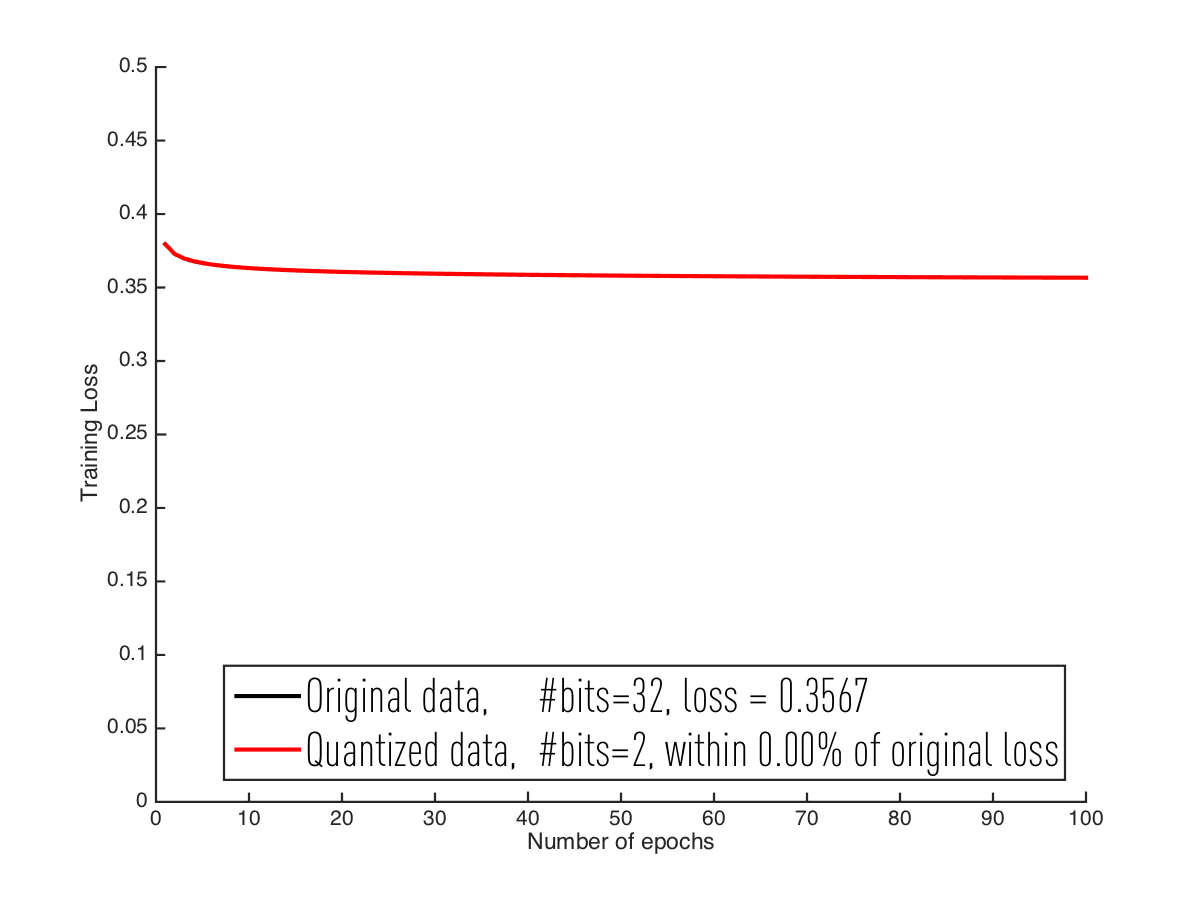 0.5
0.45
0.4
0.35
0.3
0.25
0.2
0.15
0.1
0.05
0
Training Loss
Original data, #bits=32, loss = 0.3567
Quantized data, #bits=2, within 0.00% of original loss
0 10 20 30 40 50 60 70 80 90 100
Number of epochs